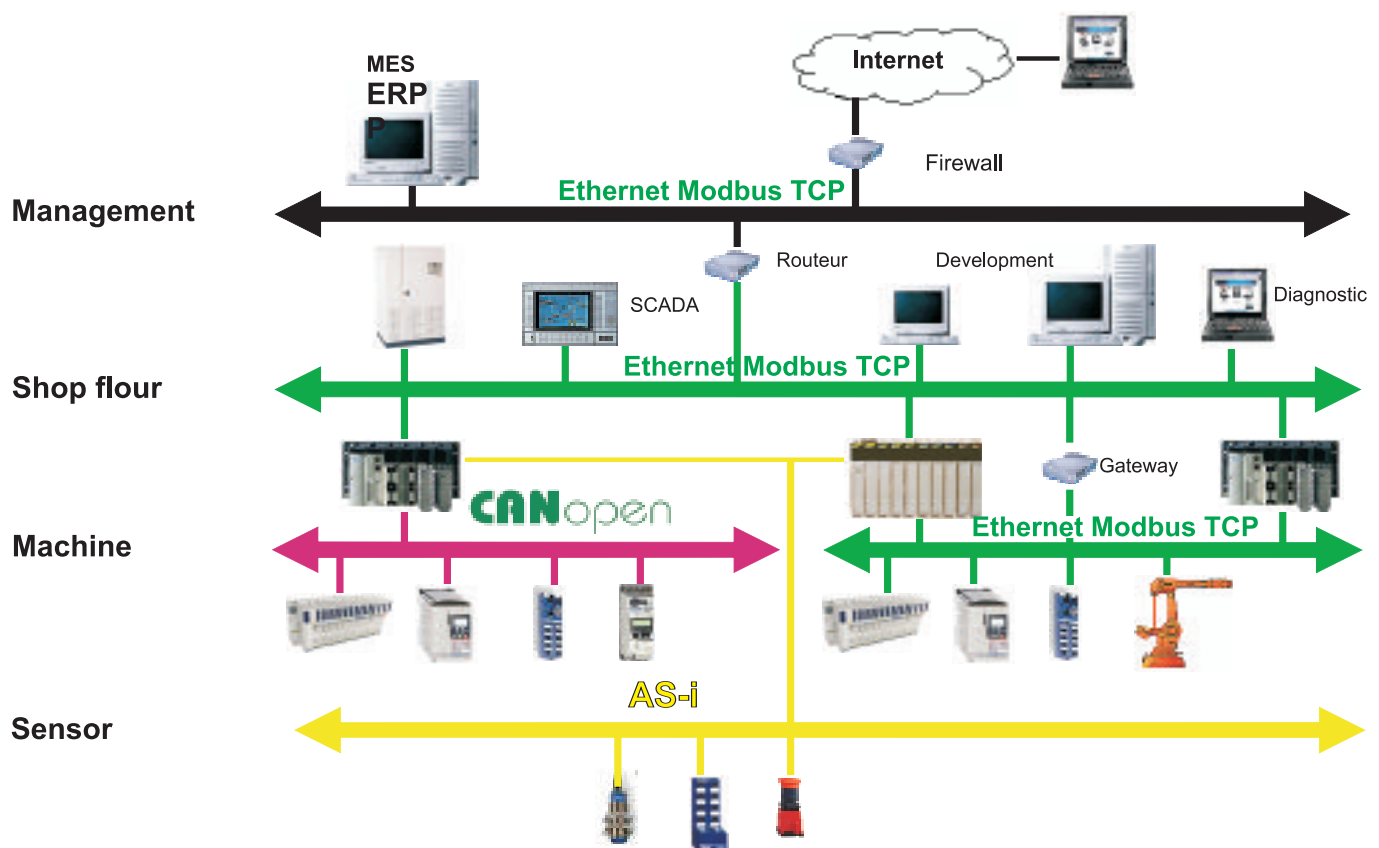 MES
ERP
P
Internet
Firewall
Ethernet Modbus TCP
Management
Routeur
Development
SCADA
Diagnostic
Ethernet Modbus TCP
Shop flour
Gateway
CANopen
Ethernet Modbus TCP
Machine
AS-i
Sensor